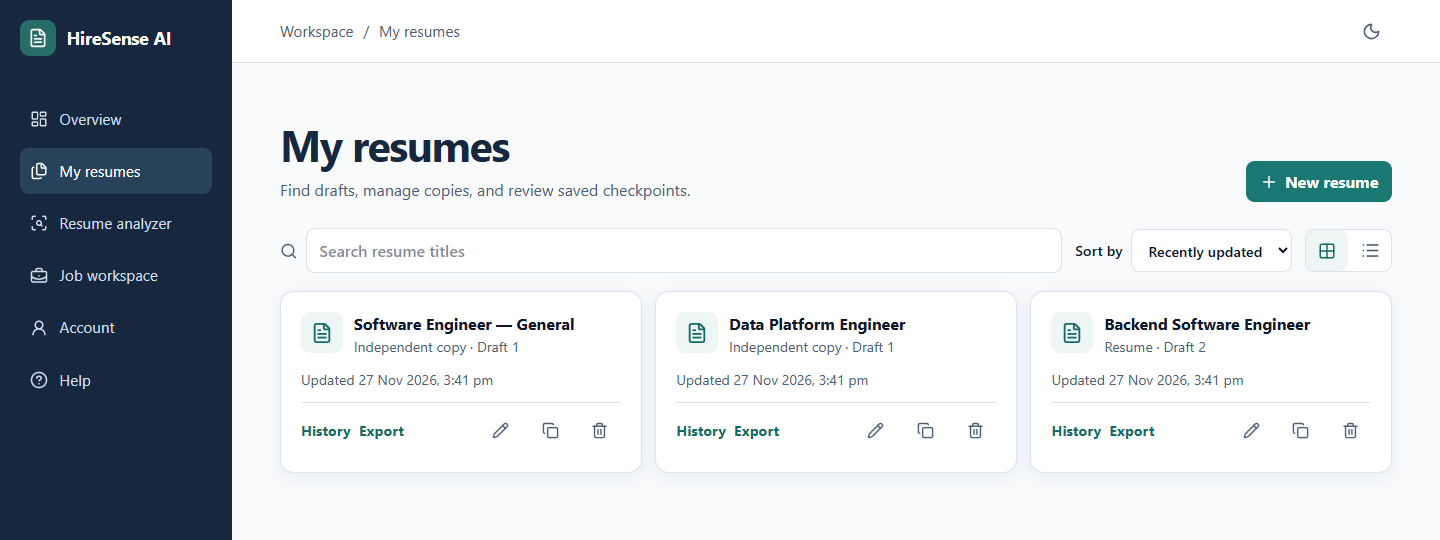 HireSense AI
Overview
My resumes
Resume analyzer
Job workspace
Account
Help
Workspace / My resumes
My resumes
Find drafts, manage copies, and review saved checkpoints.
New resume
Search resume titles
Sort by
Recently updated
Software Engineer — General
Independent copy · Draft 1
Updated 27 Nov 2026, 3:41 pm
History Export
Data Platform Engineer
Independent copy · Draft 1
Updated 27 Nov 2026, 3:41 pm
History Export
Backend Software Engineer
Resume · Draft 2
Updated 27 Nov 2026, 3:41 pm
History Export